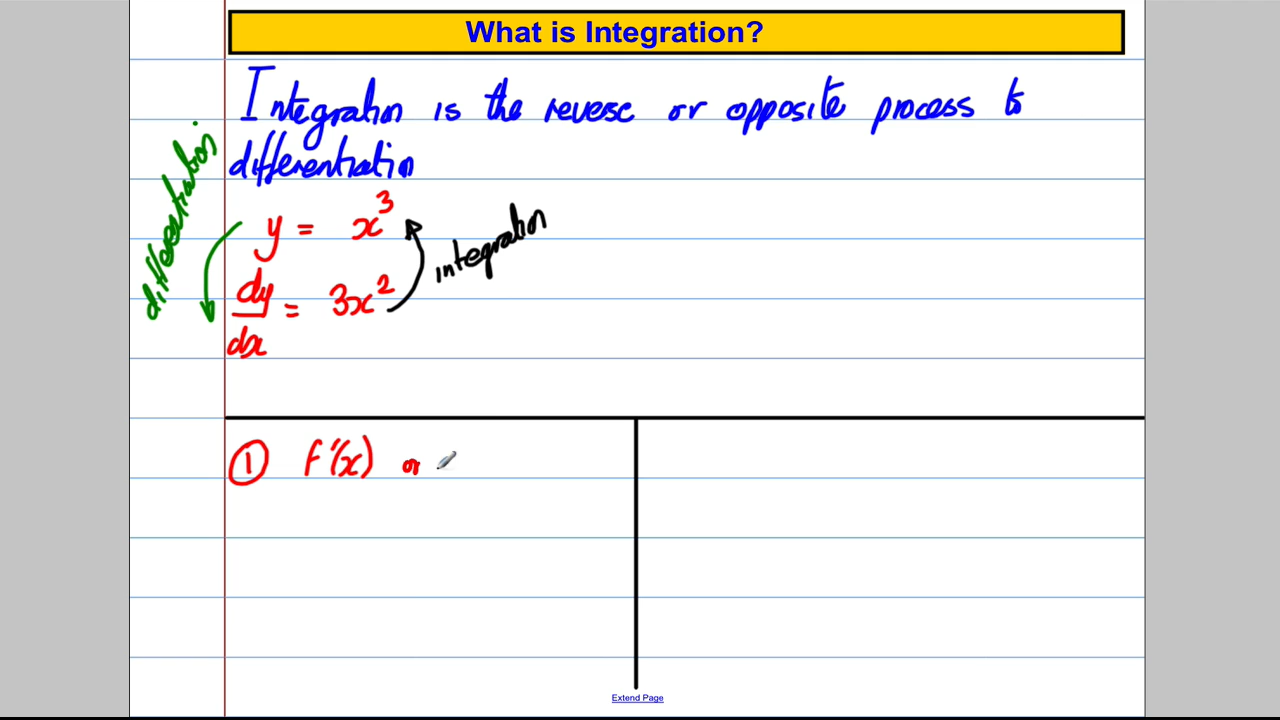 What is Integration?
Integration is the reverse or opposite process to
differentiation
differentiation
y = x³
integration
dy/dx = 3x²
① f'(x) or
Extend Page